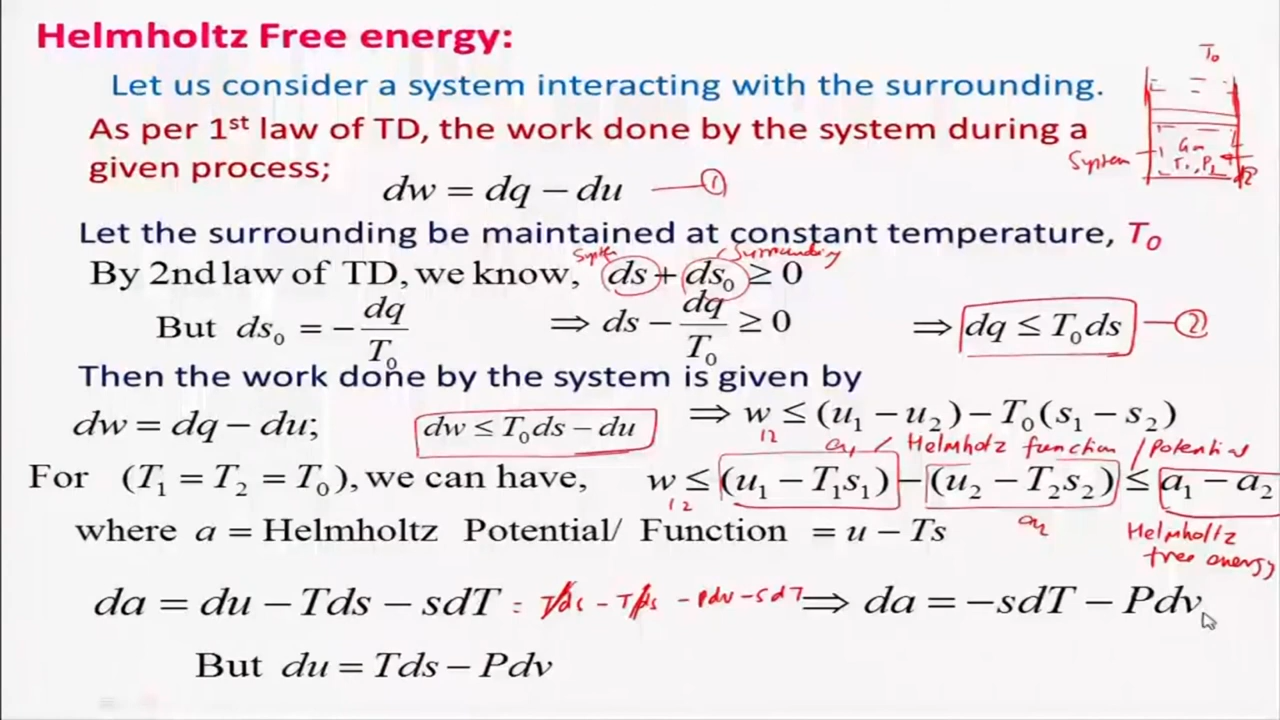 Helmholtz Free energy:
T₀
Let us consider a system interacting with the surrounding.
As per 1st law of TD, the work done by the system during a
given process;
System
T₁, P₁
dw = dq − du —①
Let the surrounding be maintained at constant temperature, T₀
System Surrounding
By 2nd law of TD, we know, ds + ds₀ ≥ 0
But ds₀ = − dq/T₀ ⇒ ds − dq/T₀ ≥ 0 ⇒ dq ≤ T₀ds —②
Then the work done by the system is given by
dw = dq − du; dw ≤ T₀ds − du ⇒ w ≤ (u₁ − u₂) − T₀(s₁ − s₂)
12
a₁ / Helmholtz function / potential
For (T₁ = T₂ = T₀), we can have, w ≤ (u₁ − T₁s₁) − (u₂ − T₂s₂) ≤ a₁ − a₂
12 a₂
where a = Helmholtz Potential/ Function = u − Ts
Helmholtz
free energy
da = du − Tds − sdT = Tds − Tds − Pdv − SdT ⇒ da = −sdT − Pdv
But du = Tds − Pdv